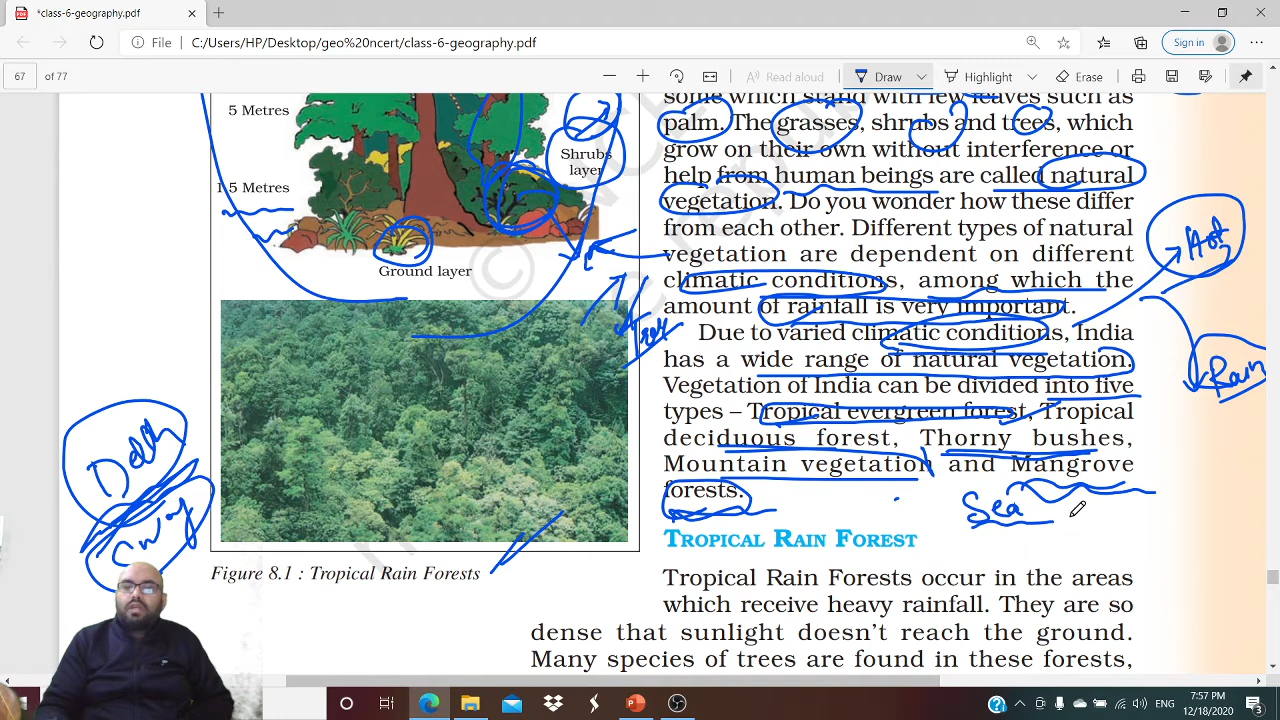 *class-6-geography.pdf
File
C:/Users/HP/Desktop/geo%20ncert/class-6-geography.pdf
Sign in
67 of 77
Read aloud
Draw
Highlight
Erase
5 Metres
Shrubs
layer
1.5 Metres
Ground layer
some which stand with few leaves such as
palm. The grasses, shrubs and trees, which
grow on their own without interference or
help from human beings are called natural
vegetation. Do you wonder how these differ
from each other. Different types of natural
vegetation are dependent on different
climatic conditions, among which the
amount of rainfall is very important.
Due to varied climatic conditions, India
has a wide range of natural vegetation.
Vegetation of India can be divided into five
types – Tropical evergreen forest, Tropical
deciduous forest, Thorny bushes,
Mountain vegetation and Mangrove
forests.
Hot
Rain
Sea
Figure 8.1 : Tropical Rain Forests
TROPICAL RAIN FOREST
Tropical Rain Forests occur in the areas
which receive heavy rainfall. They are so
dense that sunlight doesn't reach the ground.
Many species of trees are found in these forests,
ENG
7:57 PM
12/18/2020